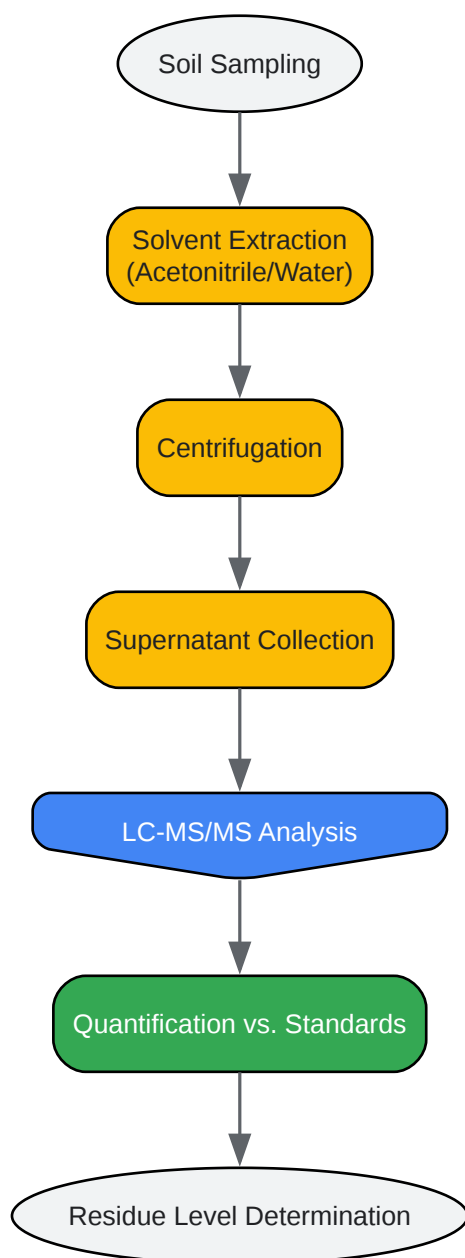 Soil Sampling
Solvent Extraction
(Acetonitrile/Water)
Centrifugation
Supernatant Collection
LC-MS/MS Analysis
Quantification vs. Standards
Residue Level Determination